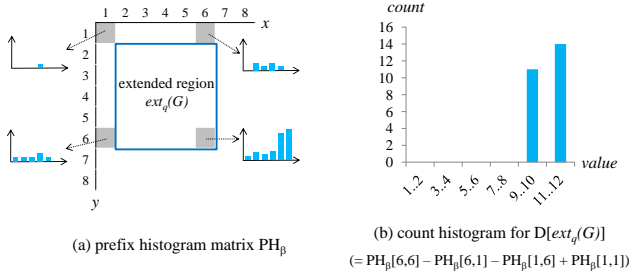 1 2 3 4 5 6 7 8 x
1
2
3
4
5
6
7
8
y
extended region
ext_q(G)
(a) prefix histogram matrix PH_β
count
16
14
12
10
8
6
4
2
0
1..2 3..4 5..6 7..8 9..10 11..12
value
(b) count histogram for D[ext_q(G)]
(= PH_β[6,6] − PH_β[6,1] − PH_β[1,6] + PH_β[1,1])